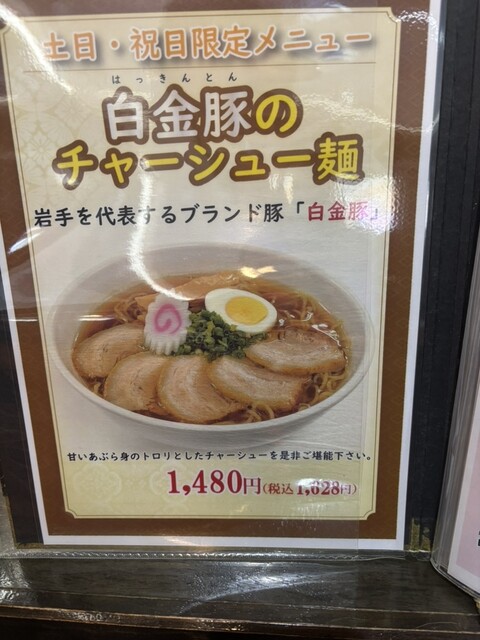 土日・祝日限定メニュー
はっきんとん
白金豚の
チャーシュー麺
岩手を代表するブランド豚「白金豚」
甘いあぶら身のトロリとしたチャーシューを是非ご堪能下さい。
1,480円(税込1,628円)